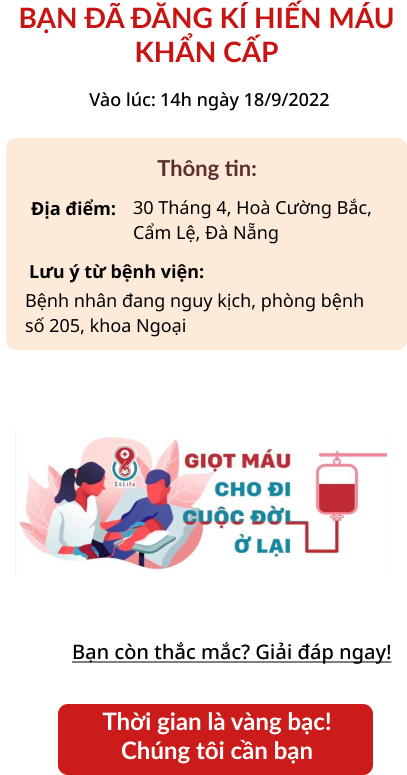 BẠN ĐÃ ĐĂNG KÍ HIẾN MÁU
KHẨN CẤP
Vào lúc: 14h ngày 18/9/2022
Thông tin:
Địa điểm: 30 Tháng 4, Hoà Cường Bắc,
Cẩm Lệ, Đà Nẵng
Lưu ý từ bệnh viện:
Bệnh nhân đang nguy kịch, phòng bệnh
số 205, khoa Ngoại
S4Life
GIỌT MÁU
CHO ĐI
CUỘC ĐỜI
Ở LẠI
Bạn còn thắc mắc? Giải đáp ngay!
Thời gian là vàng bạc!
Chúng tôi cần bạn